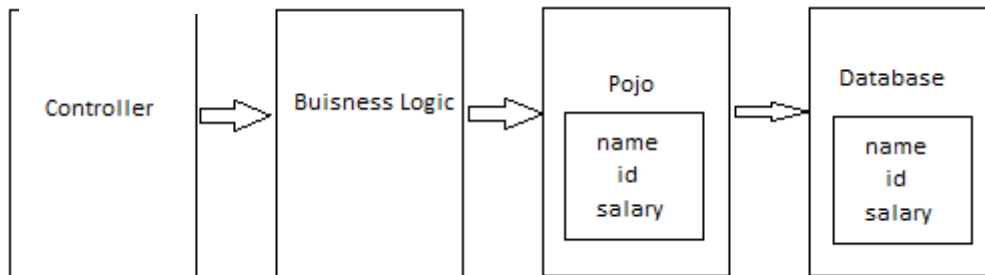 Controller
Buisness Logic
Pojo
name
id
salary
Database
name
id
salary